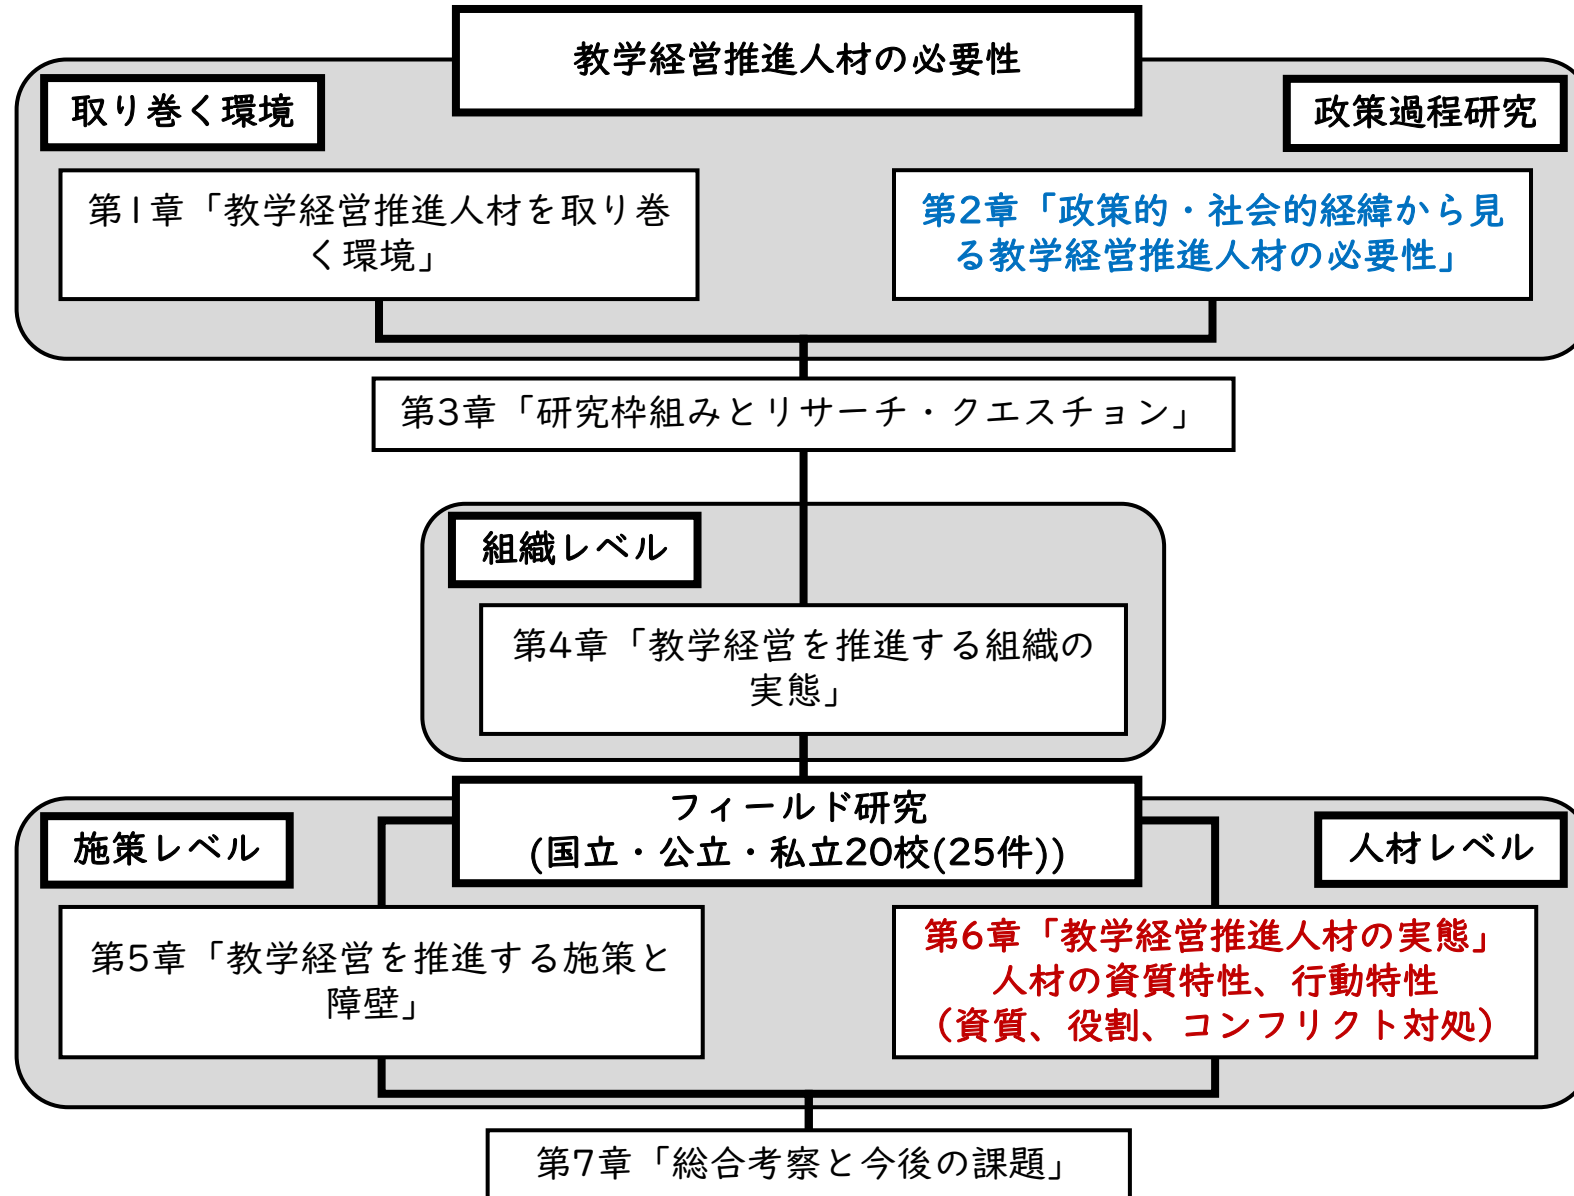 教学経営推進人材の必要性
取り巻く環境
政策過程研究
第1章「教学経営推進人材を取り巻
く環境」
第2章「政策的・社会的経緯から見
る教学経営推進人材の必要性」
第3章「研究枠組みとリサーチ・クエスチョン」
組織レベル
第4章「教学経営を推進する組織の
実態」
フィールド研究
(国立・公立・私立20校(25件))
施策レベル
人材レベル
第5章「教学経営を推進する施策と
障壁」
第6章「教学経営推進人材の実態」
人材の資質特性、行動特性
（資質、役割、コンフリクト対処）
第7章「総合考察と今後の課題」